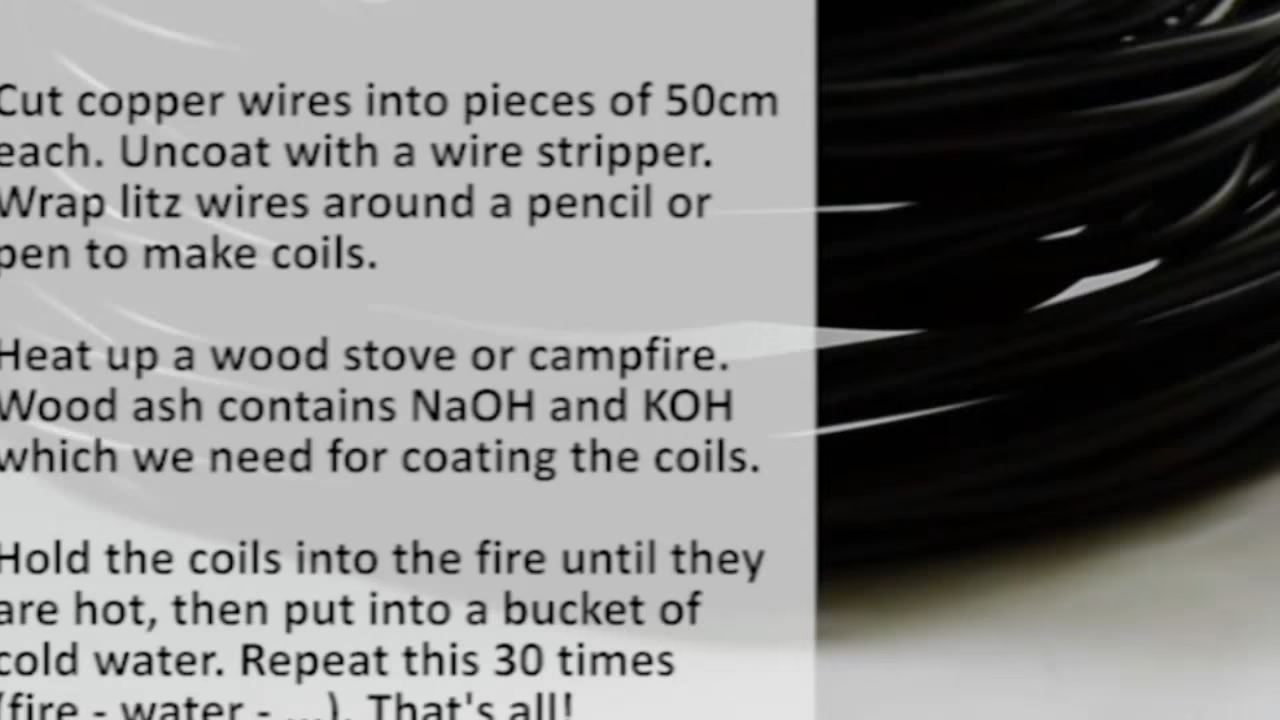 Cut copper wires into pieces of 50cm
each. Uncoat with a wire stripper.
Wrap litz wires around a pencil or
pen to make coils.
Heat up a wood stove or campfire.
Wood ash contains NaOH and KOH
which we need for coating the coils.
Hold the coils into the fire until they
are hot, then put into a bucket of
cold water. Repeat this 30 times
(fire - water - ...). That's all!